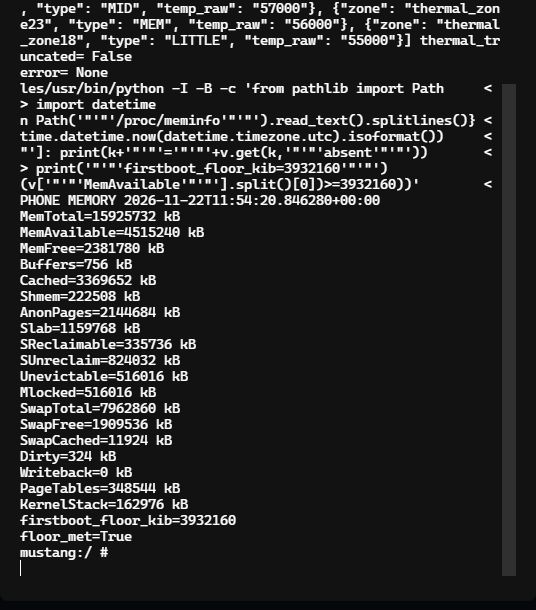 , "type": "MID", "temp_raw": "57000"}, {"zone": "thermal_zon
e23", "type": "MEM", "temp_raw": "56000"}, {"zone": "thermal
_zone18", "type": "LITTLE", "temp_raw": "55000"}] thermal_tr
uncated= False
error= None
les/usr/bin/python -I -B -c 'from pathlib import Path     <
> import datetime
n Path('"'"'/proc/meminfo'"'"').read_text().splitlines()} <
time.datetime.now(datetime.timezone.utc).isoformat())     <
"']: print(k+'"'"'='"'"'+v.get(k,'"'"'absent'"'"'))       <
> print('"'"'firstboot_floor_kib=3932160'"'"')
(v['"'"'MemAvailable'"'"'].split()[0])>=3932160))'        <
PHONE MEMORY 2026-11-22T11:54:20.846280+00:00
MemTotal=15925732 kB
MemAvailable=4515240 kB
MemFree=2381780 kB
Buffers=756 kB
Cached=3369652 kB
Shmem=222508 kB
AnonPages=2144684 kB
Slab=1159768 kB
SReclaimable=335736 kB
SUnreclaim=824032 kB
Unevictable=516016 kB
Mlocked=516016 kB
SwapTotal=7962860 kB
SwapFree=1909536 kB
SwapCached=11924 kB
Dirty=324 kB
Writeback=0 kB
PageTables=348544 kB
KernelStack=162976 kB
firstboot_floor_kib=3932160
floor_met=True
mustang:/ #